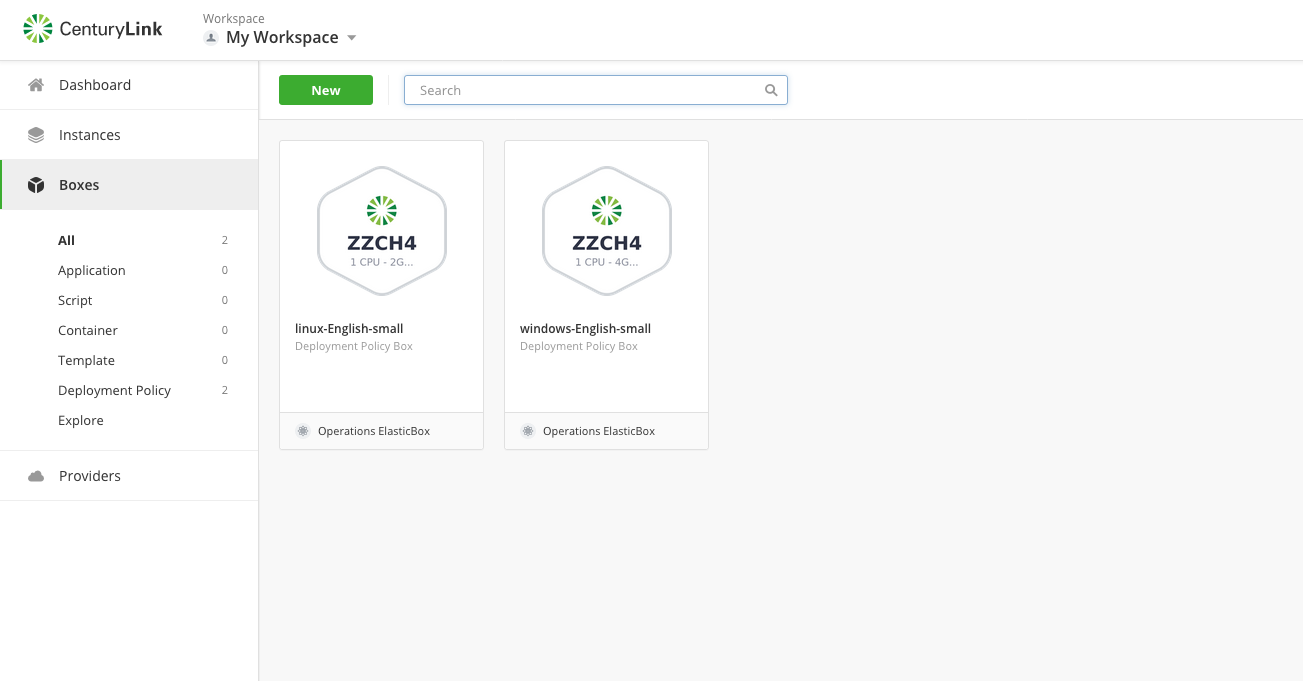 CenturyLink
Workspace
My Workspace
Dashboard
Instances
Boxes
All 2
Application 0
Script 0
Container 0
Template 0
Deployment Policy 2
Explore
Providers
New
Search
ZZCH4
1 CPU - 2G...
linux-English-small
Deployment Policy Box
Operations ElasticBox
ZZCH4
1 CPU - 4G...
windows-English-small
Deployment Policy Box
Operations ElasticBox